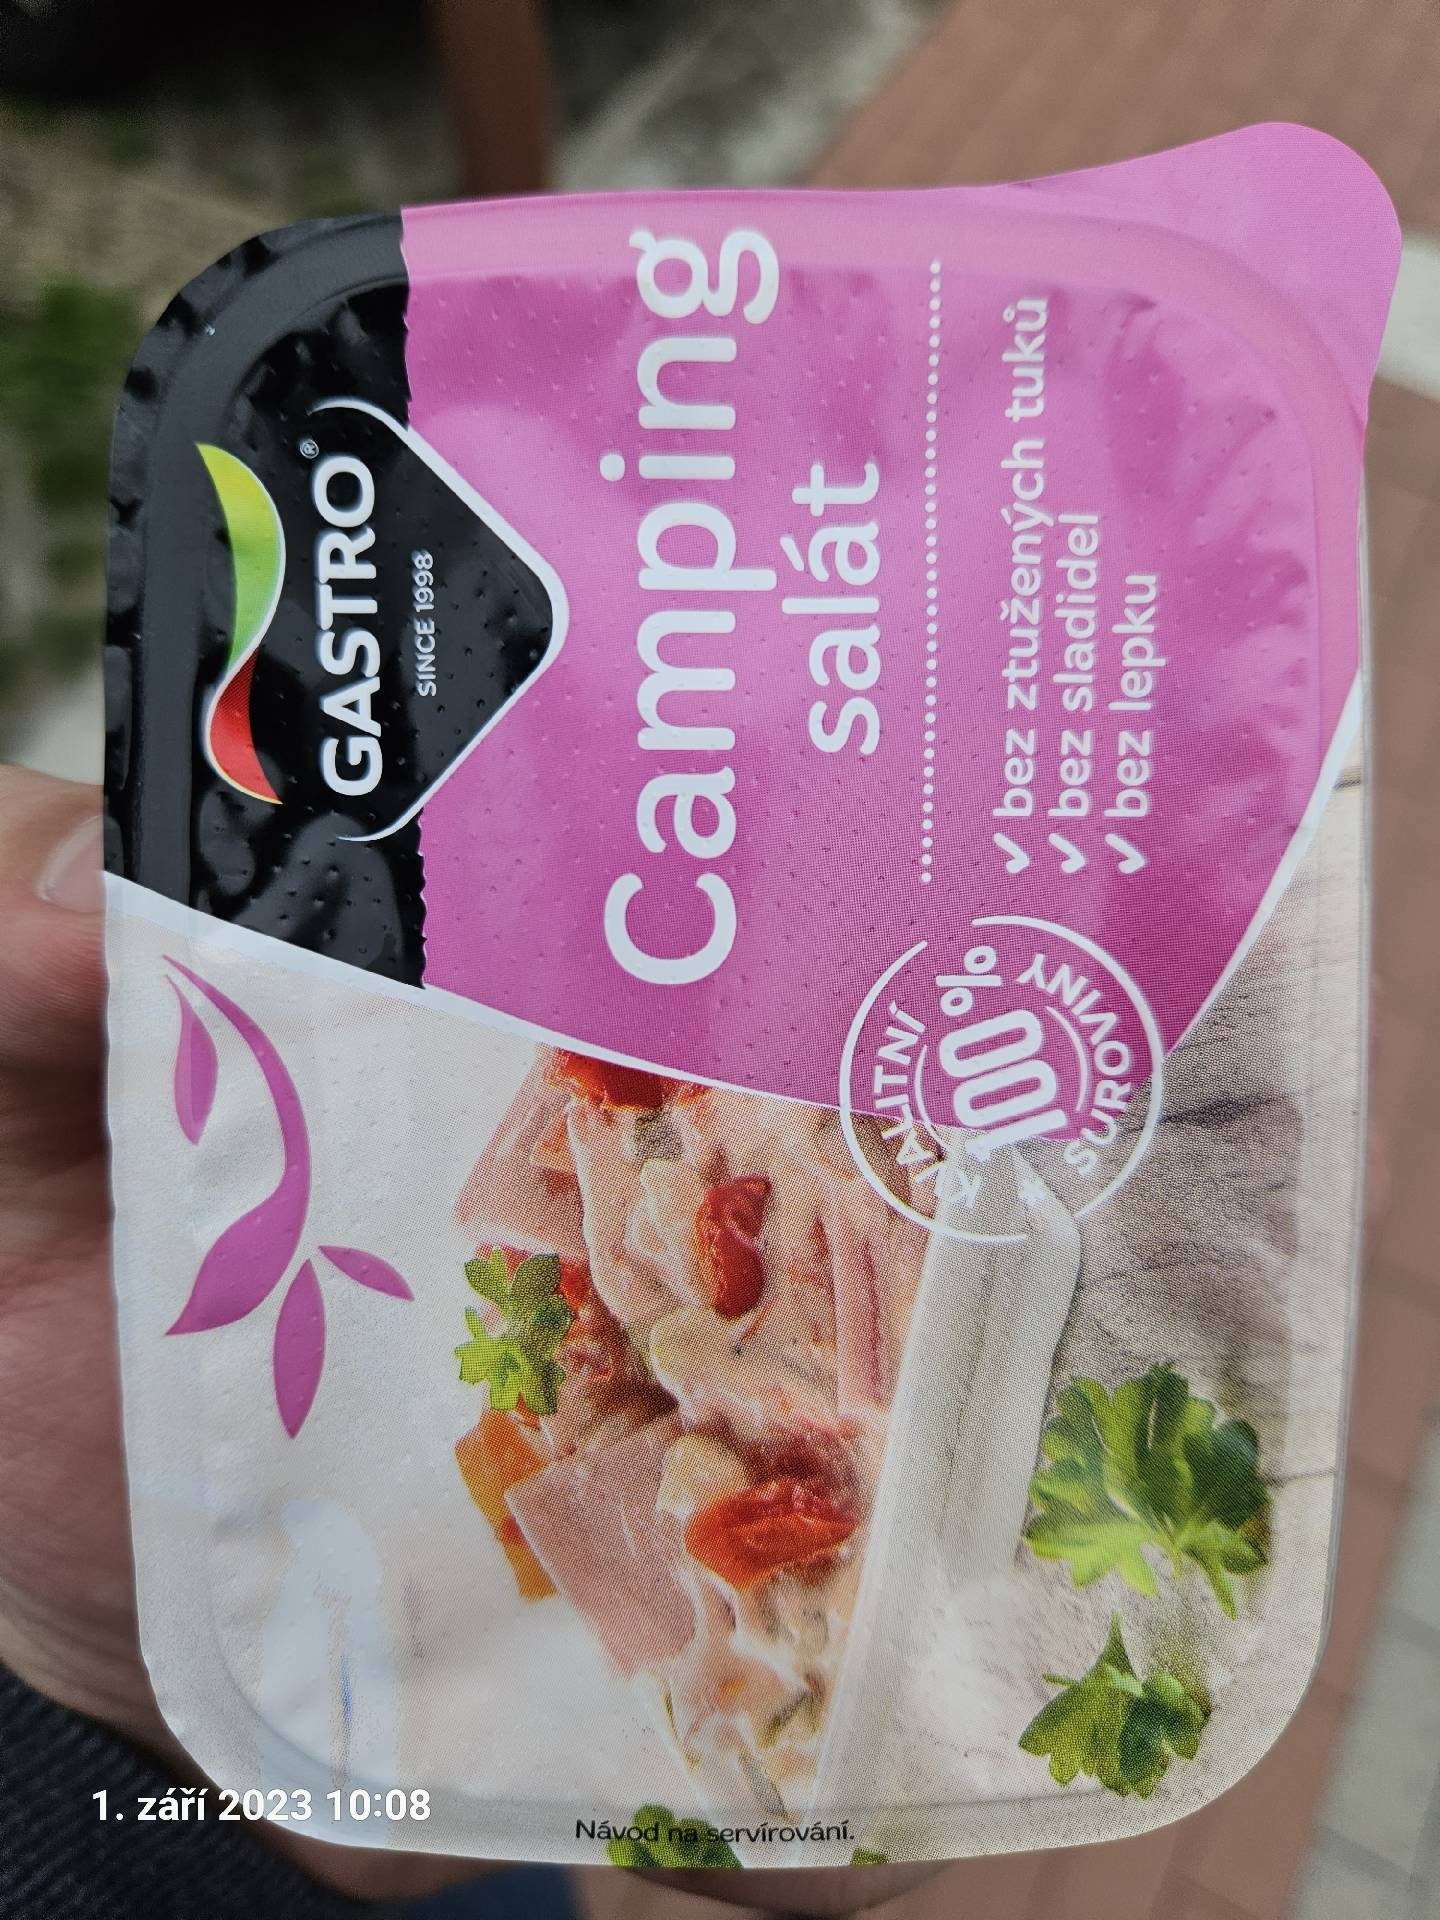 GASTRO®
SINCE 1998
Camping
salát
✓ bez ztužených tuků
✓ bez sladidel
✓ bez lepku
KVALITNÍ
100%
SUROVINY
Návod na servírování.
1. září 2023 10:08